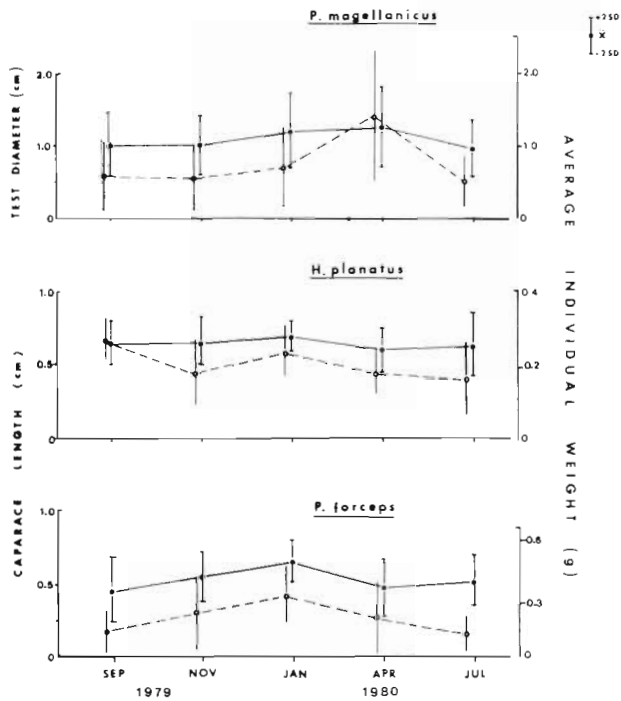 P. magellanicus
+2SD
x̄
-2SD
TEST DIAMETER (cm)
2.0
1.0
0
2.0
1.0
0
AVERAGE INDIVIDUAL WEIGHT (g)
H. planatus
CAPARACE LENGTH (cm)
1.0
0.5
0
0.4
0.2
0
P. forceps
1.0
0.5
0
0.6
0.3
0
SEP NOV JAN APR JUL
1979 1980